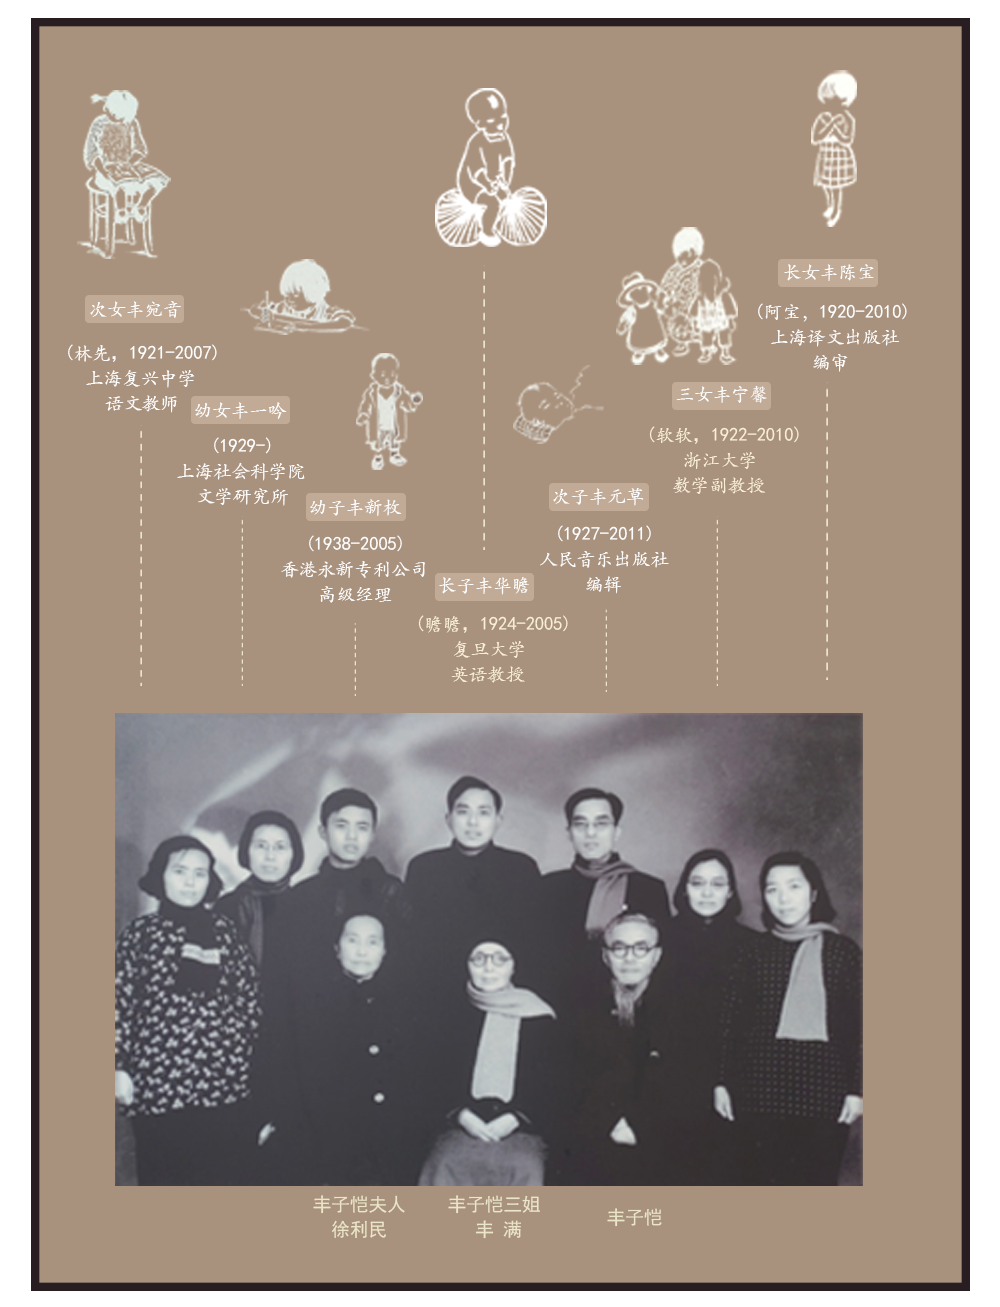 长女丰陈宝
(阿宝，1920-2010)
上海译文出版社
编审
次女丰宛音
(林先，1921-2007)
上海复兴中学
语文教师
三女丰宁馨
(软软，1922-2010)
浙江大学
数学副教授
幼女丰一吟
(1929-)
上海社会科学院
文学研究所
次子丰元草
(1927-2011)
人民音乐出版社
编辑
幼子丰新枚
(1938-2005)
香港永新专利公司
高级经理
长子丰华瞻
(瞻瞻，1924-2005)
复旦大学
英语教授
丰子恺夫人
徐利民
丰子恺三姐
丰 满
丰子恺